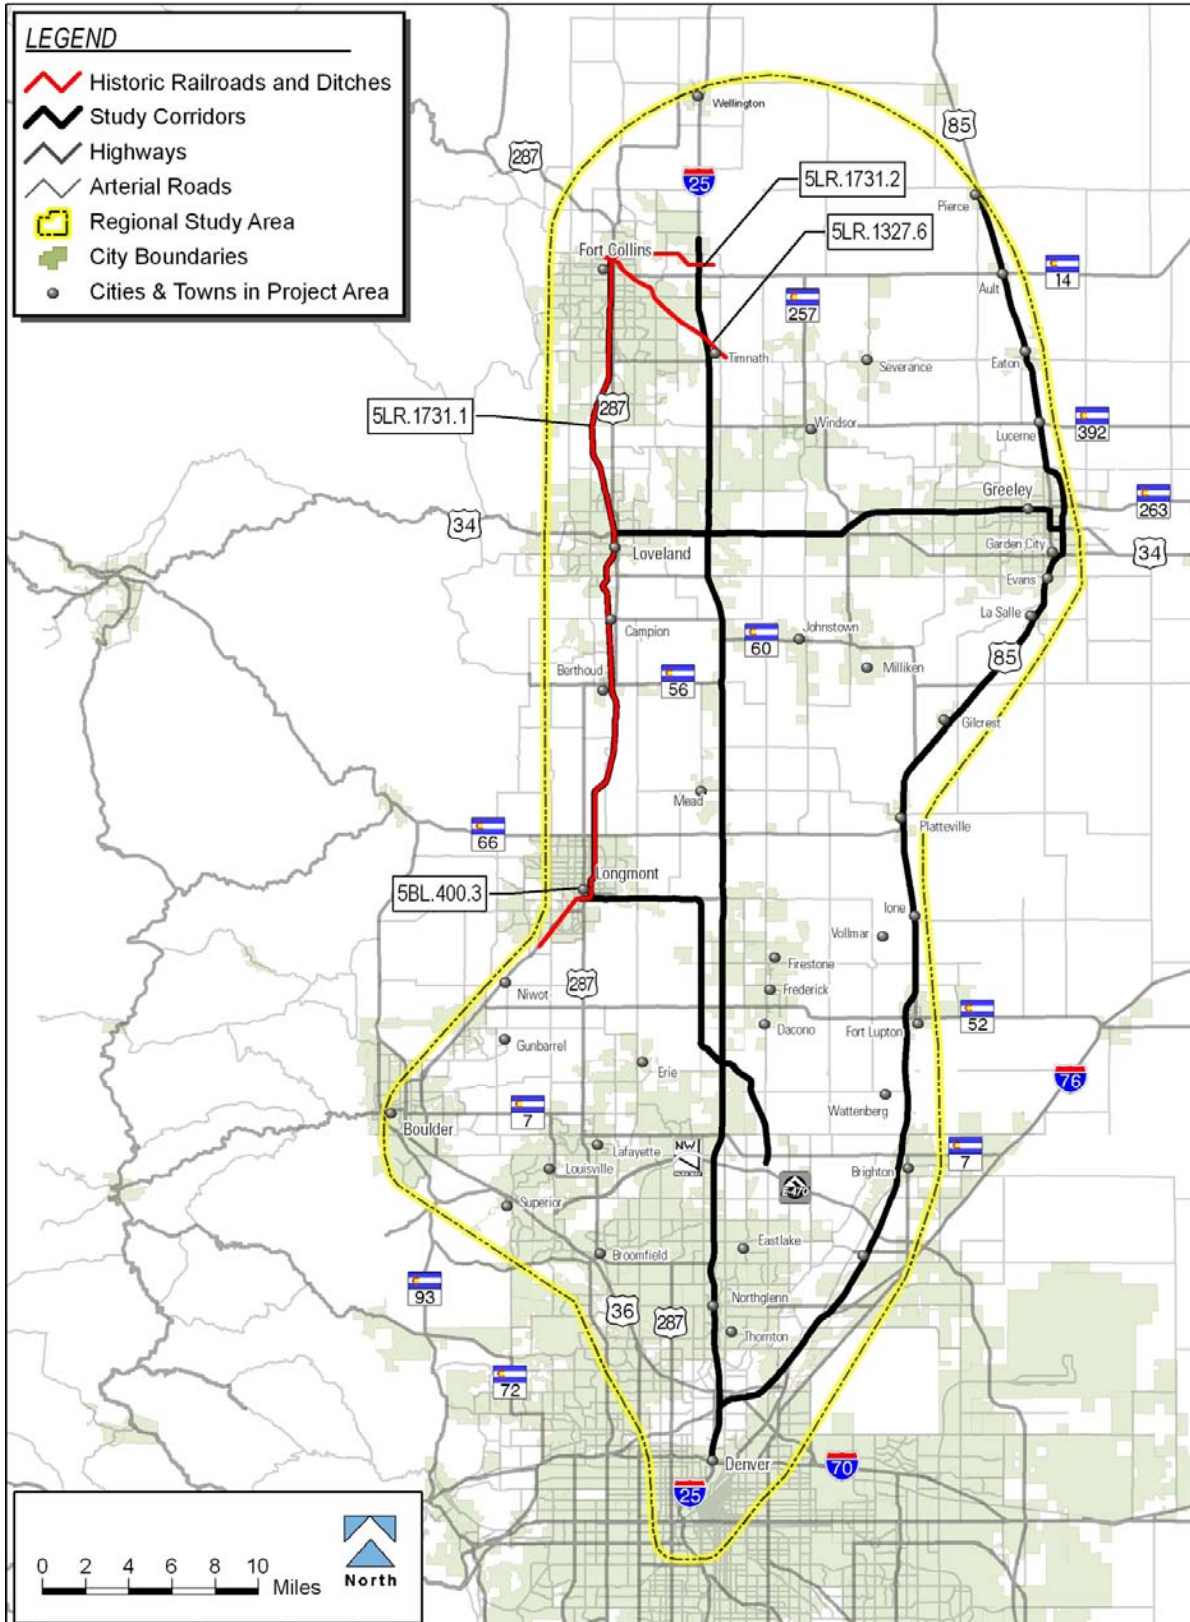 LEGEND
Historic Railroads and Ditches
Study Corridors
Highways
Arterial Roads
Regional Study Area
City Boundaries
Cities & Towns in Project Area
Wellington
85
287
25
5LR.1731.2
Pierce
5LR.1327.6
Fort Collins
14
Ault
257
Timnath
Severance
Eaton
287
5LR.1731.1
Windsor
Lucerne
392
Greeley
263
34
Garden City
34
Loveland
Evans
La Salle
Campion
60
Johnstown
85
Berthoud
56
Milliken
Gilcrest
Mead
66
Platteville
Longmont
5BL.400.3
Ione
Vollmar
Firestone
Niwot
287
Frederick
Dacono
Fort Lupton
52
Gunbarrel
Erie
76
Wattenberg
7
Boulder
Lafayette
NW
Louisville
Brighton
7
E-470
Superior
Broomfield
Eastlake
93
36
287
Northglenn
Thornton
72
Denver
70
25
0 2 4 6 8 10
Miles
North